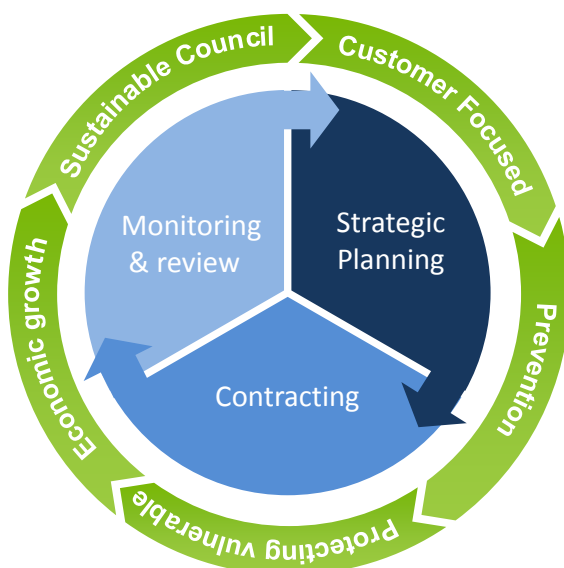 Sustainable Council
Customer Focused
Prevention
Protecting vulnerable
Economic growth
Monitoring
& review
Strategic
Planning
Contracting